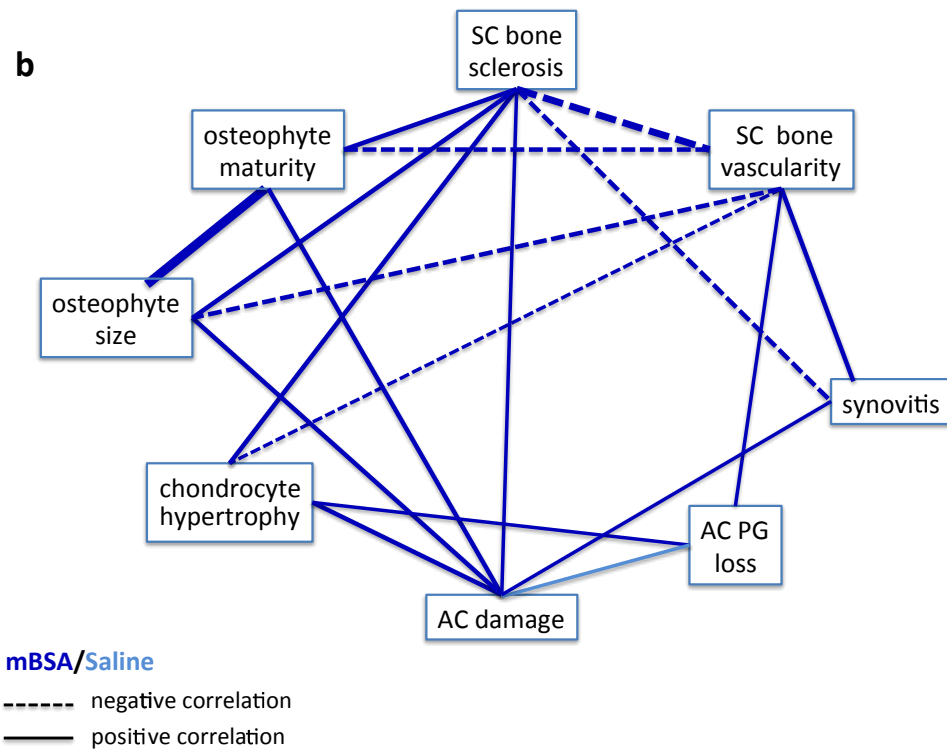 b
SC bone
sclerosis
osteophyte
maturity
SC bone
vascularity
osteophyte
size
synovitis
chondrocyte
hypertrophy
AC PG
loss
AC damage
mBSA/Saline
negative correlation
positive correlation